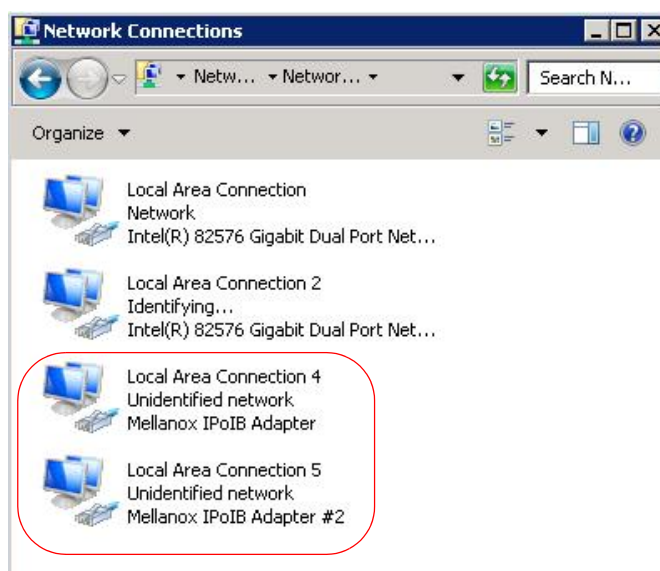 Network Connections
Netw... Networ... Search N...
Organize
Local Area Connection
Network
Intel(R) 82576 Gigabit Dual Port Net...
Local Area Connection 2
Identifying...
Intel(R) 82576 Gigabit Dual Port Net...
Local Area Connection 4
Unidentified network
Mellanox IPoIB Adapter
Local Area Connection 5
Unidentified network
Mellanox IPoIB Adapter #2